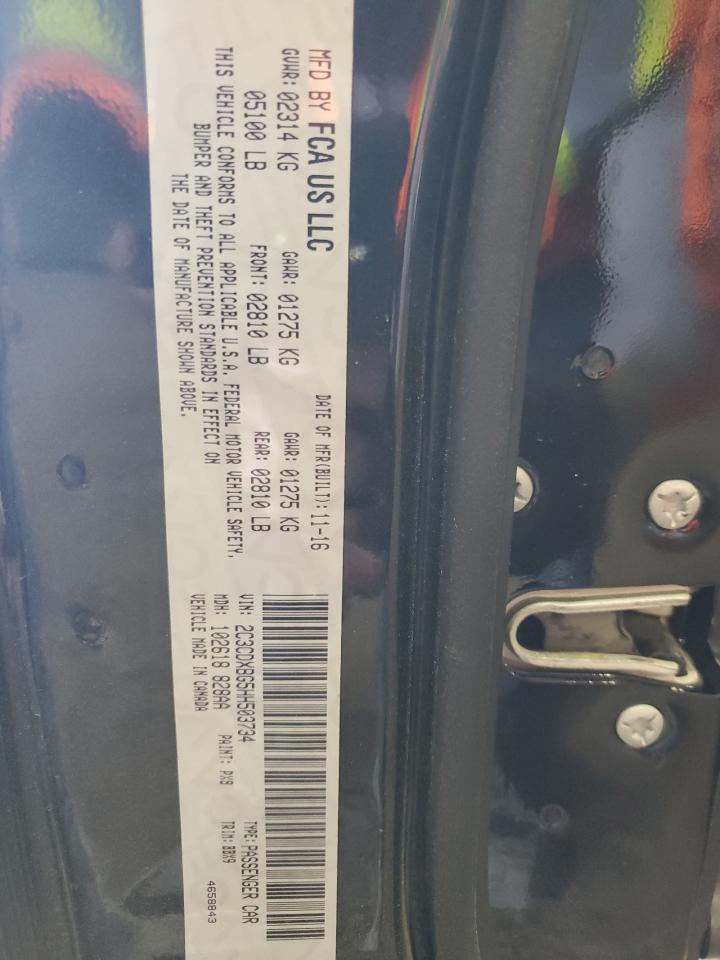 MFD BY FCA US LLC
DATE OF MFR(BUILT): 11-16
GVWR: 02314 KG GAWR: 01275 KG GAWR: 01275 KG
05100 LB FRONT: 02810 LB REAR: 02810 LB
THIS VEHICLE CONFORMS TO ALL APPLICABLE U.S.A. FEDERAL MOTOR VEHICLE SAFETY,
BUMPER AND THEFT PREVENTION STANDARDS IN EFFECT ON
THE DATE OF MANUFACTURE SHOWN ABOVE.
VIN: 2C3CDXBG5HH503734 TYPE: PASSENGER CAR
MDH: 102618 828AA PAINT: PX8 TRIM: BBX9
VEHICLE MADE IN CANADA
4658843